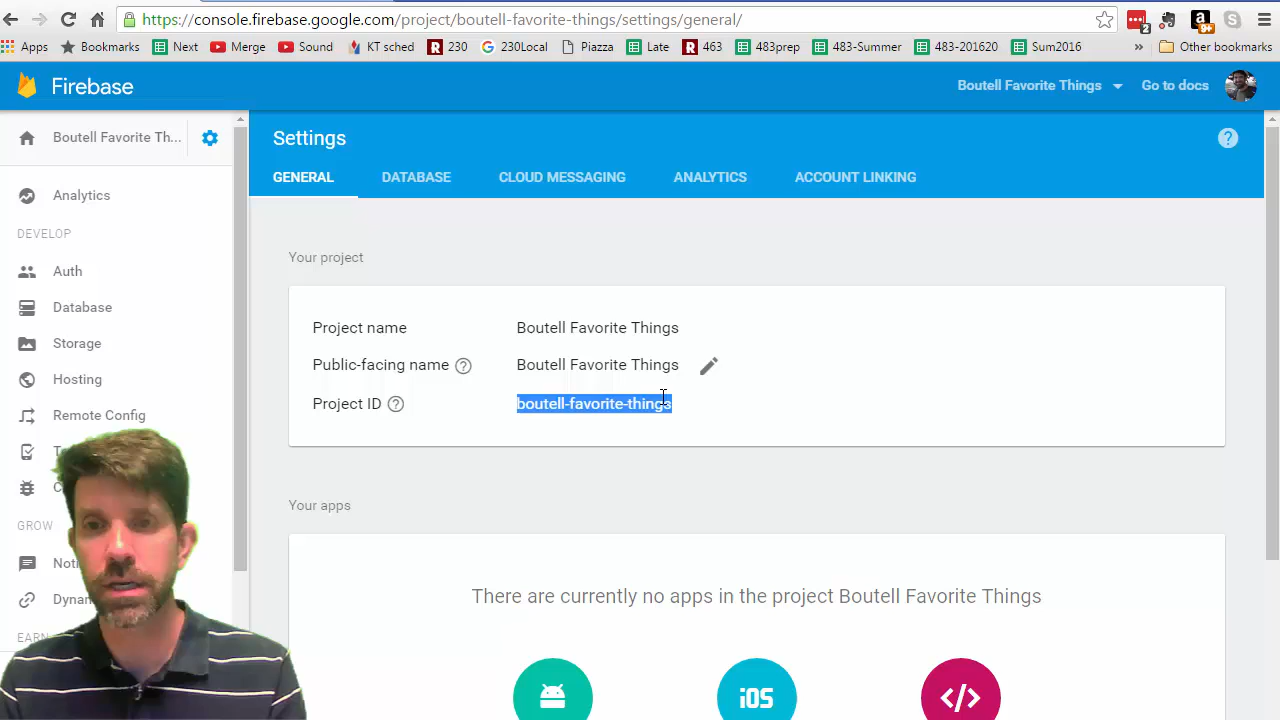 https://console.firebase.google.com/project/boutell-favorite-things/settings/general/
Apps Bookmarks Next Merge Sound KT sched R 230 230Local Piazza Late R 463 483prep 483-Summer 483-201620 Sum2016 » Other bookmarks
Firebase
Boutell Favorite Things
Go to docs
Boutell Favorite Th...
Settings
GENERAL DATABASE CLOUD MESSAGING ANALYTICS ACCOUNT LINKING
Analytics
DEVELOP
Auth
Database
Storage
Hosting
Remote Config
GROW
Noti
Dynam
EARN
Your project
Project name Boutell Favorite Things
Public-facing name Boutell Favorite Things
Project ID boutell-favorite-things
Your apps
There are currently no apps in the project Boutell Favorite Things
iOS